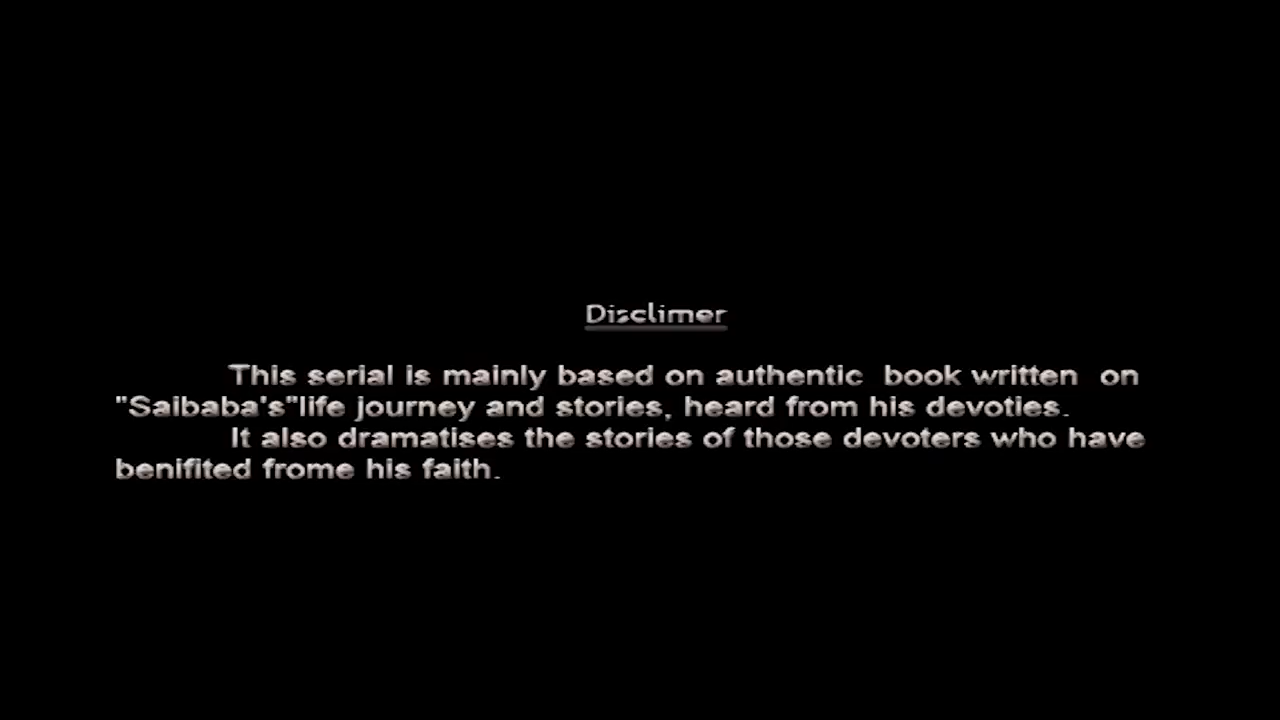 Disclimer
This serial is mainly based on authentic book written on
"Saibaba's"life journey and stories, heard from his devoties.
It also dramatises the stories of those devoters who have
benifited frome his faith.